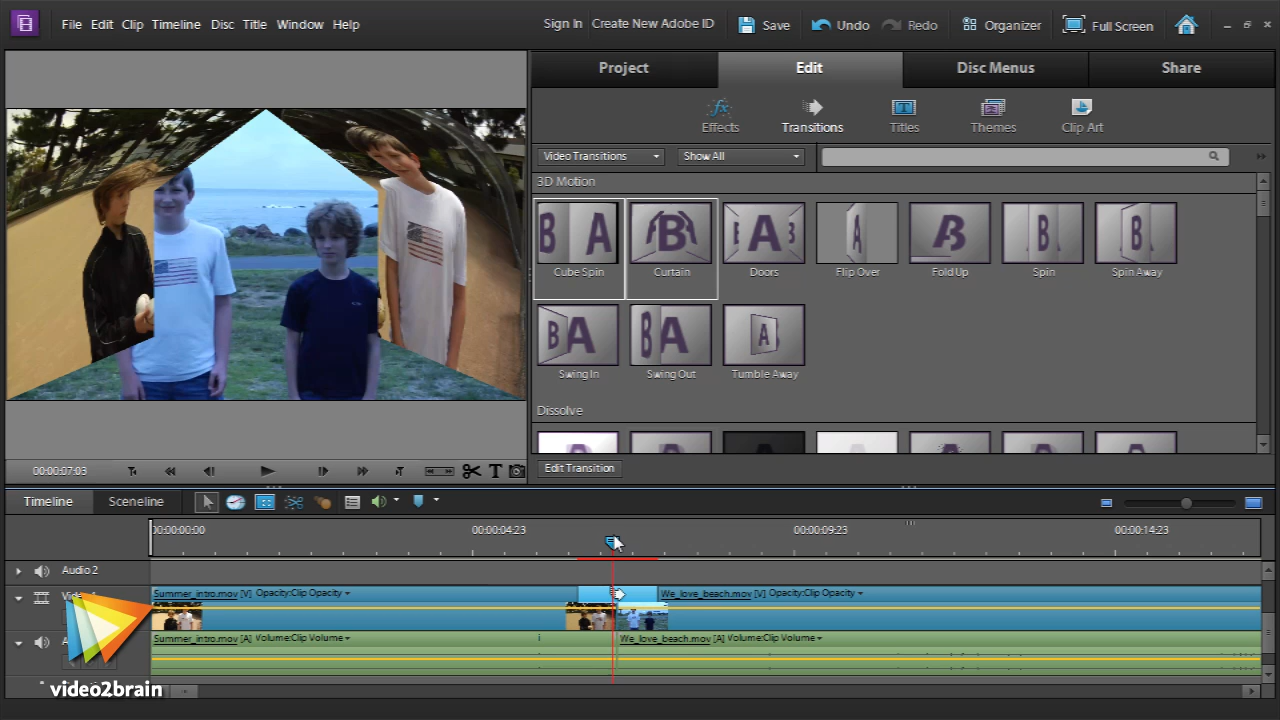 File Edit Clip Timeline Disc Title Window Help
Sign In Create New Adobe ID Save Undo Redo Organizer Full Screen
Project Edit Disc Menus Share
fx
Effects Transitions Titles Themes Clip Art
Video Transitions Show All
3D Motion
Cube Spin Curtain Doors Flip Over Fold Up Spin Spin Away
Swing In Swing Out Tumble Away
Dissolve
00:00:07:03
Edit Transition
Timeline Sceneline
00:00:00:00 00:00:04:23 00:00:09:23 00:00:14:23
Audio 2
Summer_intro.mov [V] Opacity:Clip Opacity We_love_beach.mov [V] Opacity:Clip Opacity
Summer_intro.mov [A] Volume:Clip Volume We_love_beach.mov [A] Volume:Clip Volume
video2brain